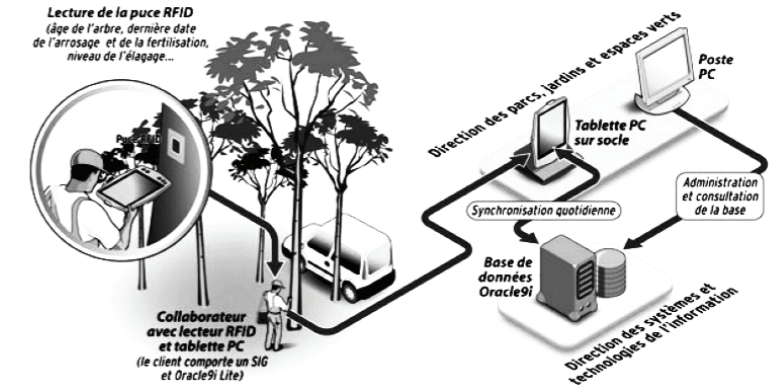 Lecture de la puce RFID
(âge de l'arbre, dernière date
de l'arrosage et de la fertilisation,
niveau de l'élagage...
Collaborateur
avec lecteur RFID
et tablette PC
(le client comporte un SIG
et Oracle9i Lite)
Direction des parcs, jardins et espaces verts
Poste
PC
Tablette PC
sur socle
Synchronisation quotidienne
Administration
et consultation
de la base
Base de
données
Oracle9i
Direction des systèmes et
technologies de l'information